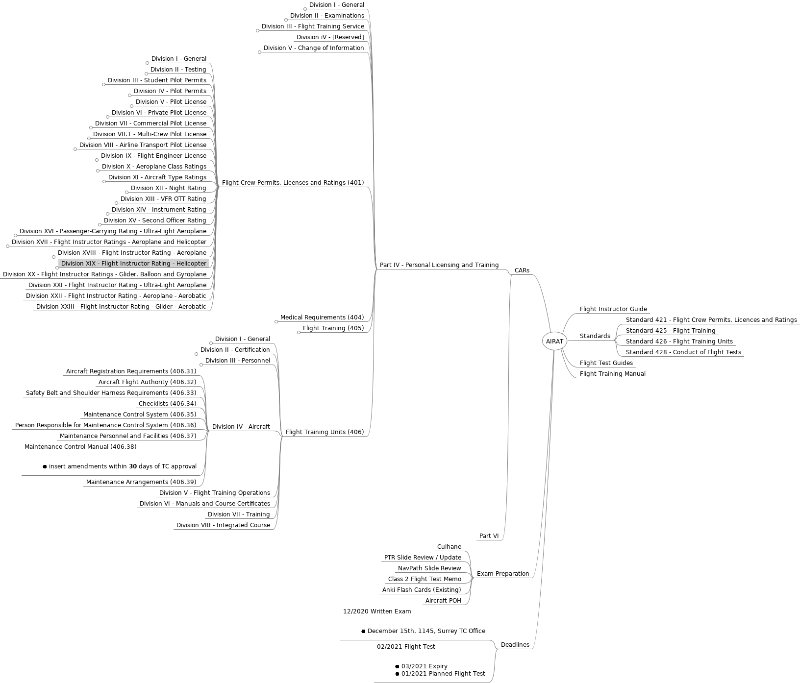 Division I - General
Division II - Examinations
Division III - Flight Training Service
Division IV - [Reserved]
Division V - Change of Information
Division I - General
Division II - Testing
Division III - Student Pilot Permits
Division IV - Pilot Permits
Division V - Pilot License
Division VI - Private Pilot License
Division VII - Commercial Pilot License
Division VII.1 - Multi-Crew Pilot License
Division VIII - Airline Transport Pilot License
Division IX - Flight Engineer License
Division X - Aeroplane Class Ratings
Division XI - Aircraft Type Ratings
Division XII - Night Rating
Division XIII - VFR OTT Rating
Division XIV - Instrument Rating
Division XV - Second Officer Rating
Division XVI - Passenger-Carrying Rating - Ultra-Light Aeroplane
Division XVII - Flight Instructor Ratings - Aeroplane and Helicopter
Division XVIII - Flight Instructor Rating - Aeroplane
Division XIX - Flight Instructor Rating - Helicopter
Division XX - Flight Instructor Ratings - Glider, Balloon and Gyroplane
Division XXI - Flight Instructor Rating - Ultra-Light Aeroplane
Division XXII - Flight Instructor Rating - Aeroplane - Aerobatic
Division XXIII - Flight Instructor Rating - Glider - Aerobatic
Flight Crew Permits, Licenses and Ratings (401)
Medical Requirements (404)
Flight Training (405)
Division I - General
Division II - Certification
Division III - Personnel
Aircraft Registration Requirements (406.31)
Aircraft Flight Authority (406.32)
Safety Belt and Shoulder Harness Requirements (406.33)
Checklists (406.34)
Maintenance Control System (406.35)
Person Responsible for Maintenance Control System (406.36)
Maintenance Personnel and Facilities (406.37)
Maintenance Control Manual (406.38)
● Insert amendments within 30 days of TC approval
Maintenance Arrangements (406.39)
Division IV - Aircraft
Division V - Flight Training Operations
Division VI - Manuals and Course Certificates
Division VII - Training
Division VIII - Integrated Course
Flight Training Units (406)
Part IV - Personal Licensing and Training
Part VI
CARs
Culhane
PTR Slide Review / Update
NavPath Slide Review
Class 2 Flight Test Memo
Anki Flash Cards (Existing)
Aircraft POH
Exam Preparation
12/2020 Written Exam
● December 15th, 1145, Surrey TC Office
02/2021 Flight Test
● 03/2021 Expiry
● 01/2021 Planned Flight Test
Deadlines
AIRAT
Flight Instructor Guide
Standards
Standard 421 - Flight Crew Permits, Licences and Ratings
Standard 425 - Flight Training
Standard 426 - Flight Training Units
Standard 428 - Conduct of Flight Tests
Flight Test Guides
Flight Training Manual